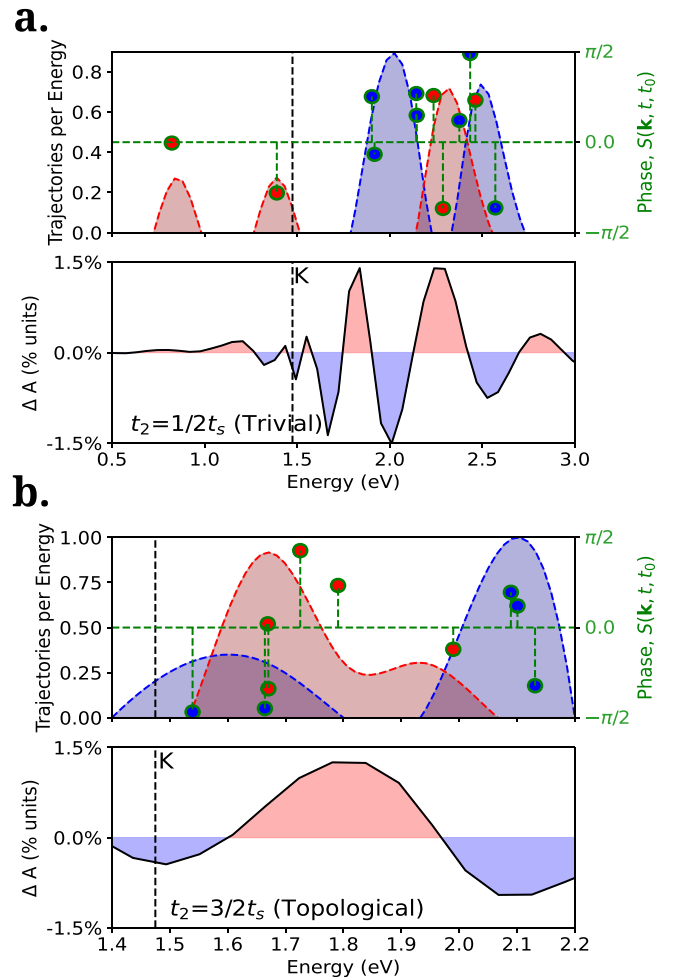 a.
Trajectories per Energy
0.8
0.6
0.4
0.2
0.0
π/2
0.0
−π/2
Phase, S(k, t, t₀)
1.5%
0.0%
-1.5%
Δ A (% units)
K
t₂=1/2tₛ (Trivial)
0.5 1.0 1.5 2.0 2.5 3.0
Energy (eV)
b.
Trajectories per Energy
1.00
0.75
0.50
0.25
0.00
π/2
0.0
−π/2
Phase, S(k, t, t₀)
1.5%
0.0%
-1.5%
Δ A (% units)
K
t₂=3/2tₛ (Topological)
1.4 1.5 1.6 1.7 1.8 1.9 2.0 2.1 2.2
Energy (eV)